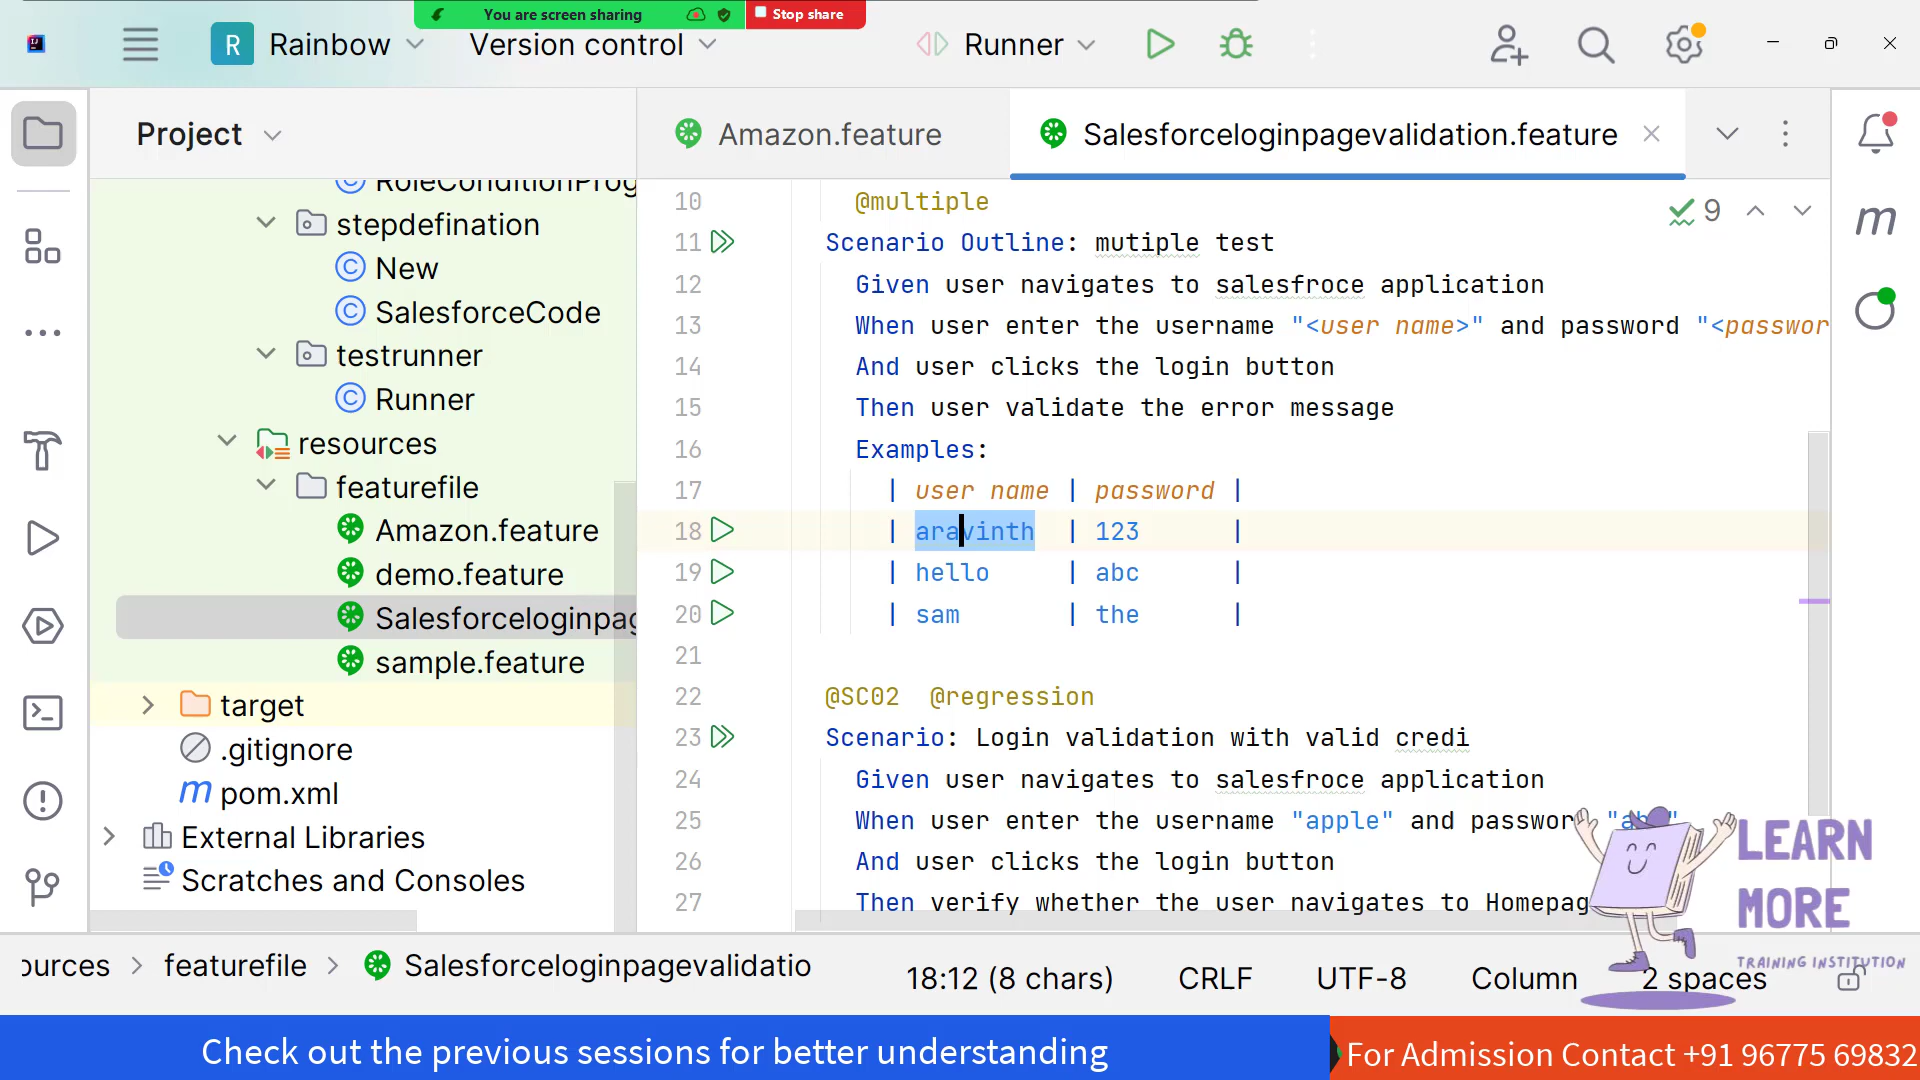 You are screen sharing
Stop share
R Rainbow
Version control
Runner
Project
Amazon.feature
Salesforceloginpagevalidation.feature
stepdefination
New
SalesforceCode
testrunner
Runner
resources
featurefile
Amazon.feature
demo.feature
Salesforceloginpag
sample.feature
target
.gitignore
pom.xml
External Libraries
Scratches and Consoles
9
10 @multiple
11 Scenario Outline: mutiple test
12 Given user navigates to salesfroce application
13 When user enter the username "<user name>" and password "<passwor
14 And user clicks the login button
15 Then user validate the error message
16 Examples:
17 | user name | password |
18 | aravinth | 123 |
19 | hello | abc |
20 | sam | the |
21
22 @SC02 @regression
23 Scenario: Login validation with valid credi
24 Given user navigates to salesfroce application
25 When user enter the username "apple" and passwor
26 And user clicks the login button
27 Then verify whether the user navigates to Homepag
LEARN
MORE
TRAINING INSTITUTION
ources > featurefile > Salesforceloginpagevalidatio
18:12 (8 chars)
CRLF
UTF-8
Column
2 spaces
Check out the previous sessions for better understanding
For Admission Contact +91 96775 69832